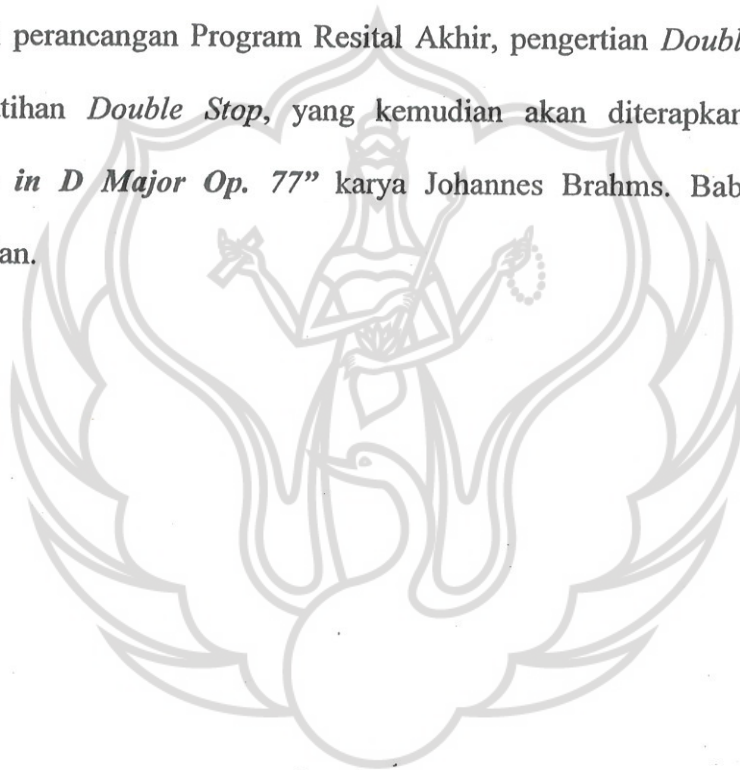 perancangan Program Resital Akhir, pengertian Doubl
tihan Double Stop, yang kemudian akan diterapkan
in D Major Op. 77” karya Johannes Brahms. Bab
an.